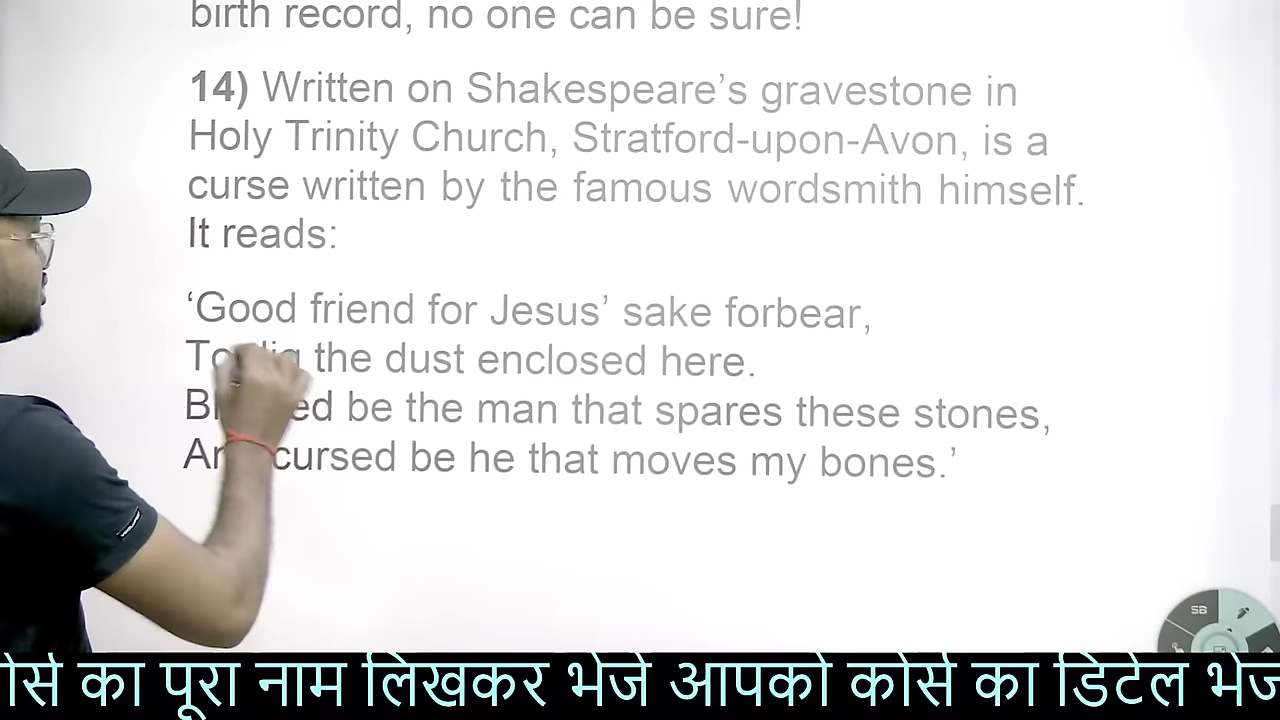 birth record, no one can be sure!
14) Written on Shakespeare’s gravestone in
Holy Trinity Church, Stratford-upon-Avon, is a
curse written by the famous wordsmith himself.
It reads:
‘Good friend for Jesus’ sake forbear,
the dust enclosed here.
be the man that spares these stones,
cursed be he that moves my bones.’
SB
का पूरा नाम लिखकर भेजे आपको कोर्स का डिटेल